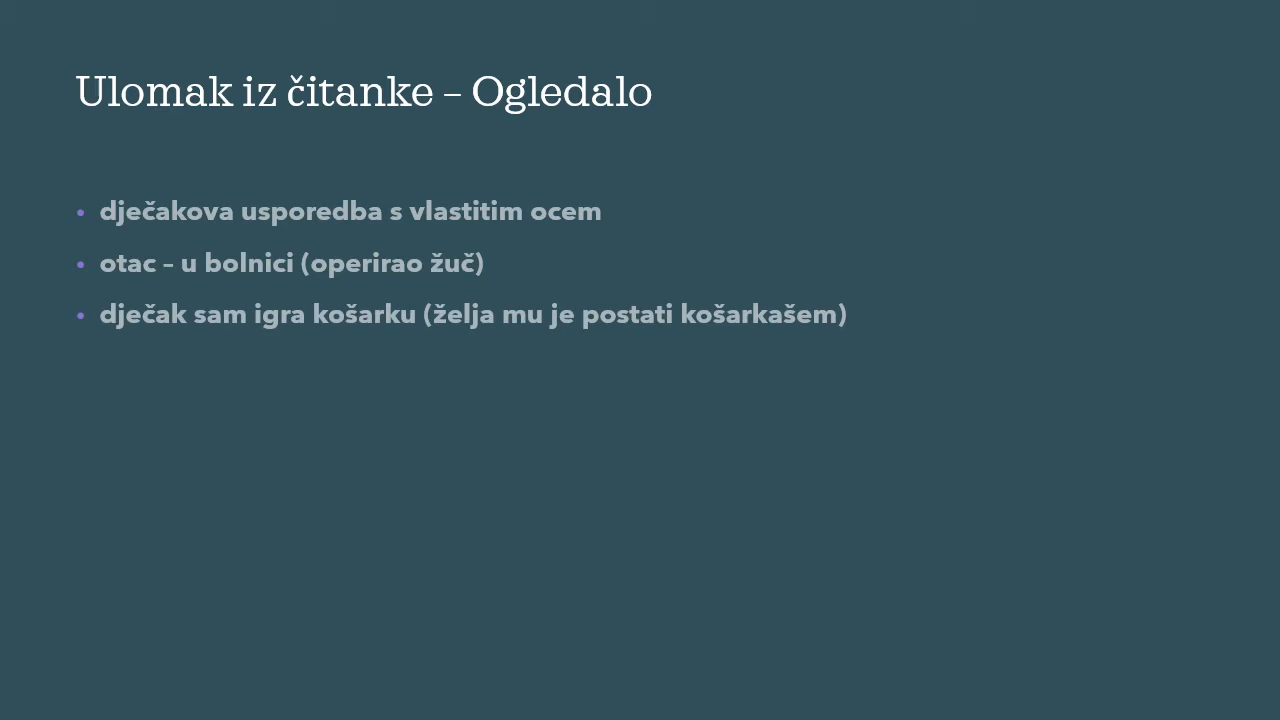 Ulomak iz čitanke – Ogledalo
• dječakova usporedba s vlastitim ocem
• otac – u bolnici (operirao žuč)
• dječak sam igra košarku (želja mu je postati košarkašem)